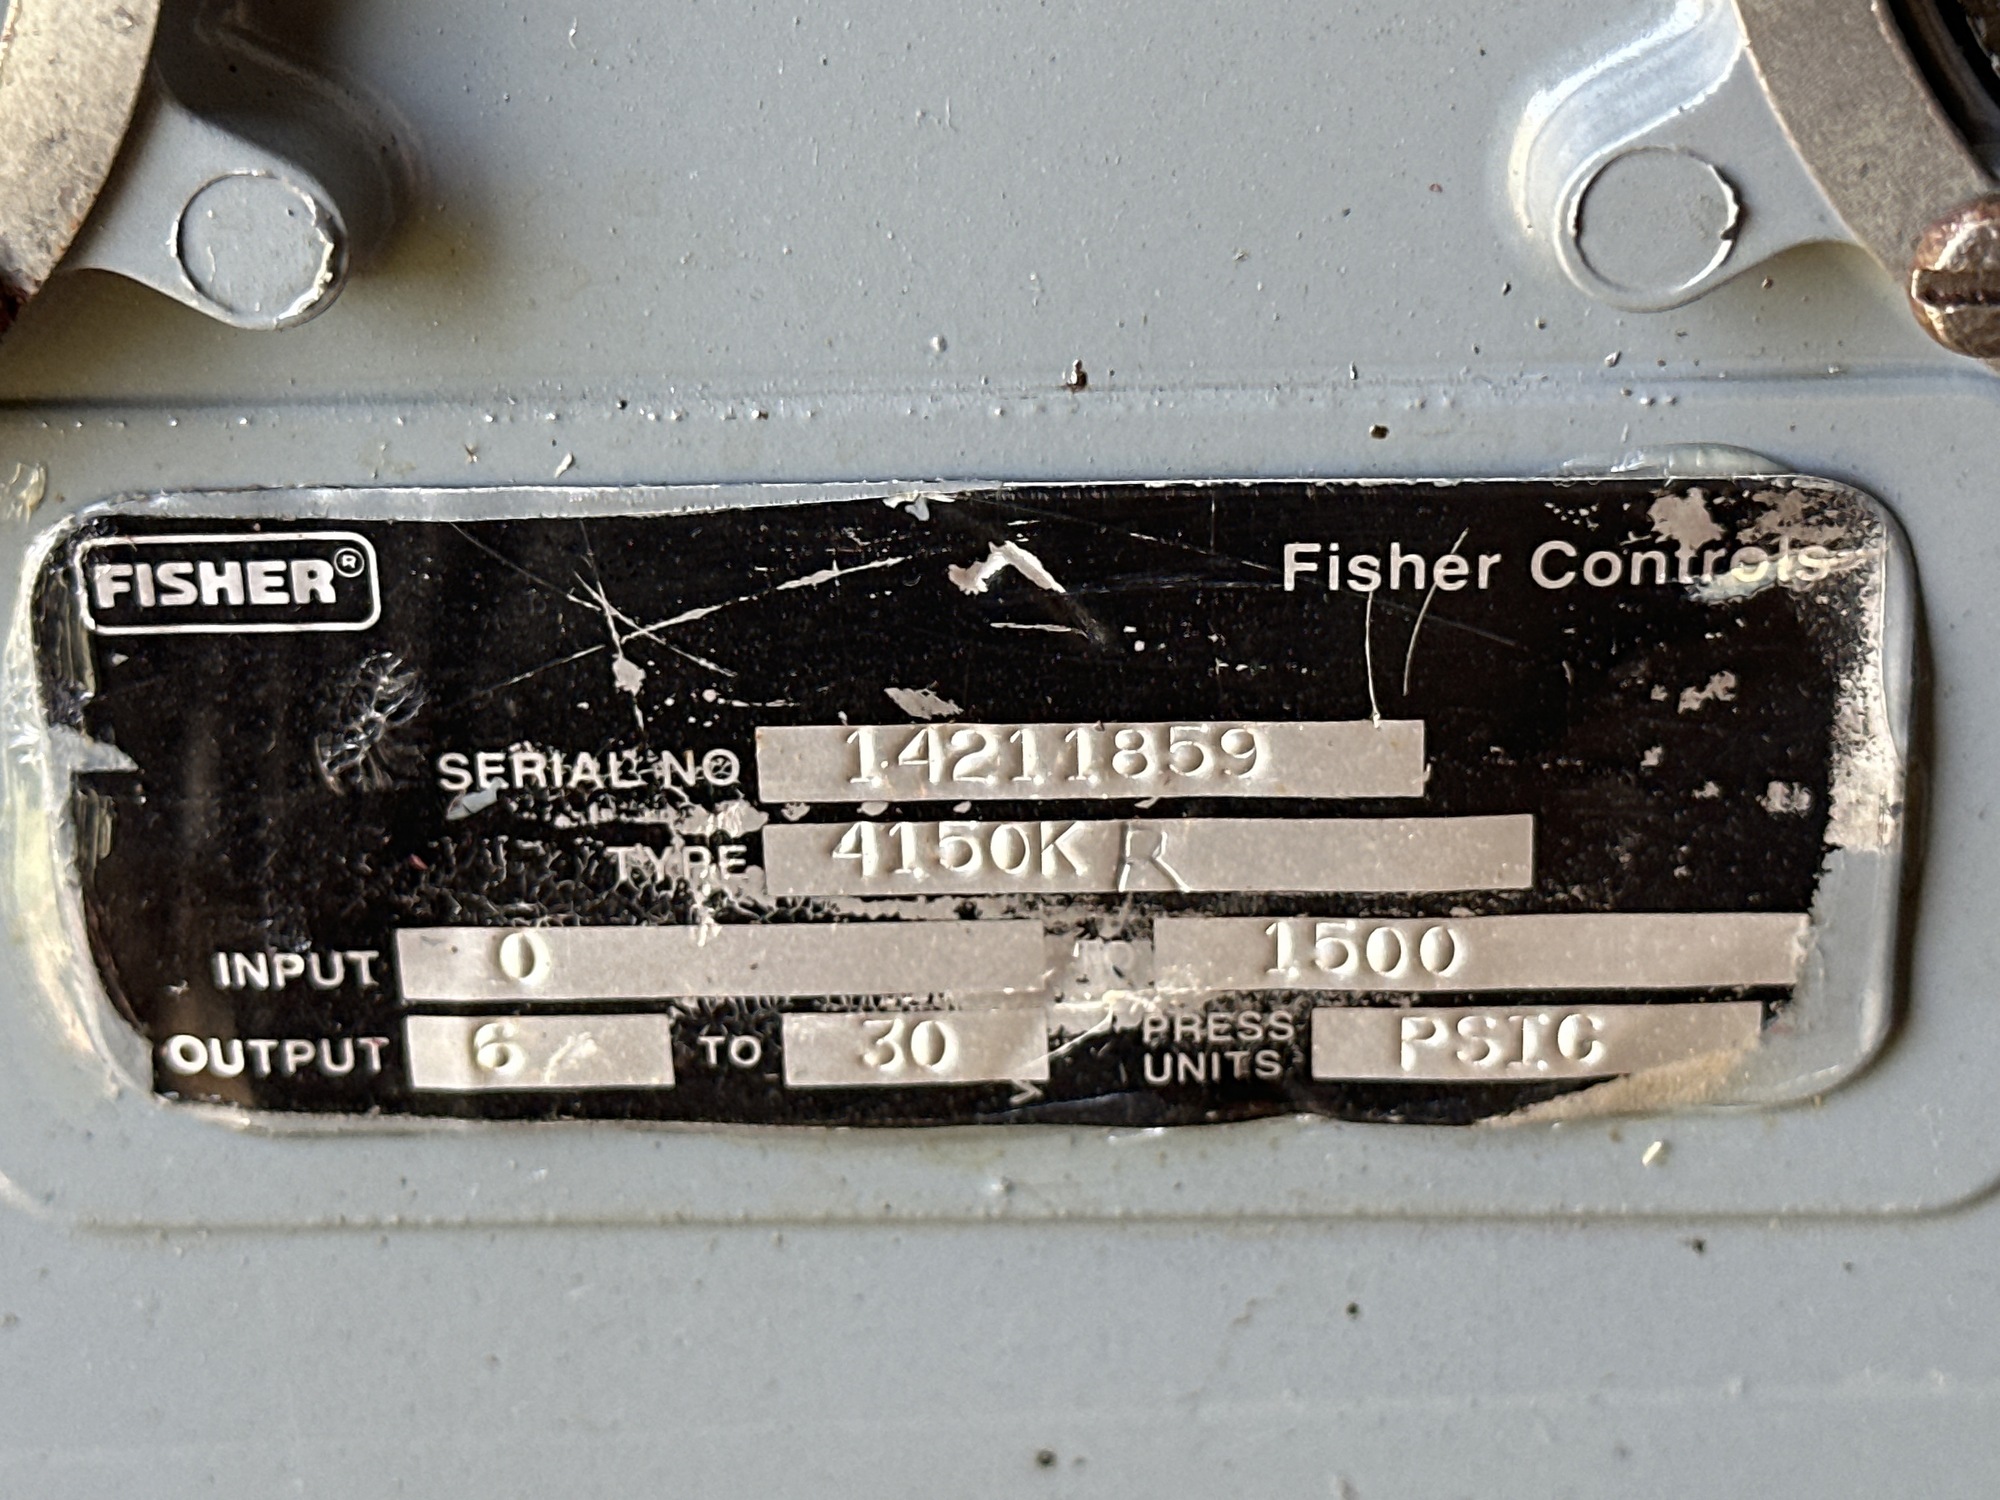 FISHER®
Fisher Controls
SERIAL NO 14211859
TYPE 4150K R
INPUT 0 TO 1500
OUTPUT 6 TO 30 PRESS UNITS PSIG